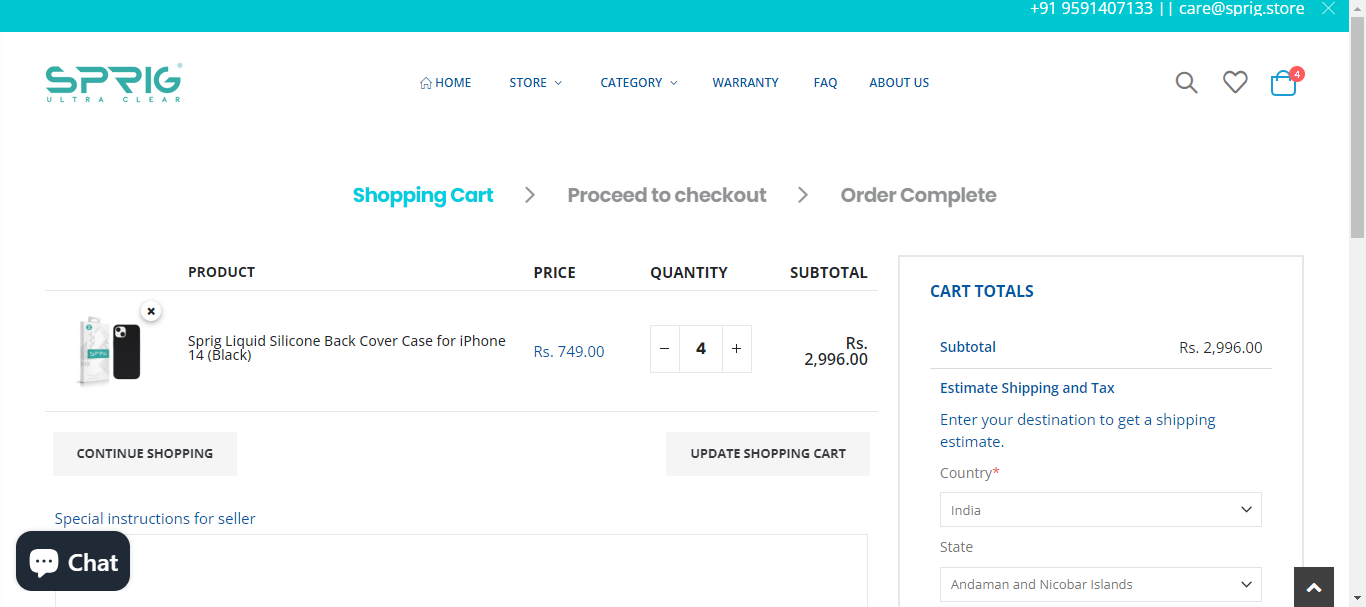 +91 9591407133 || care@sprig.store
SPRIG
ULTRA CLEAR
HOME
STORE
CATEGORY
WARRANTY
FAQ
ABOUT US
4
Shopping Cart
Proceed to checkout
Order Complete
PRODUCT
PRICE
QUANTITY
SUBTOTAL
SPRIG
Sprig Liquid Silicone Back Cover Case for iPhone
14 (Black)
Rs. 749.00
− 4 +
Rs.
2,996.00
CONTINUE SHOPPING
UPDATE SHOPPING CART
Special instructions for seller
Chat
CART TOTALS
Subtotal
Rs. 2,996.00
Estimate Shipping and Tax
Enter your destination to get a shipping
estimate.
Country*
India
State
Andaman and Nicobar Islands